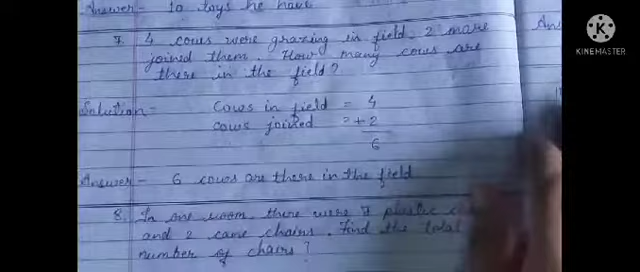 Answer- 10 toys he have
7. 4 cows were grazing in field. 2 more
joined them. How many cows are
there in the field?
Solution- Cows in field = 4
cows joined = + 2
6
Answer- 6 cows are there in the field
8. In one room there were 7 plastic
and 2 cane chairs. Find the total
number of chairs?
Ans
K
KINEMASTER